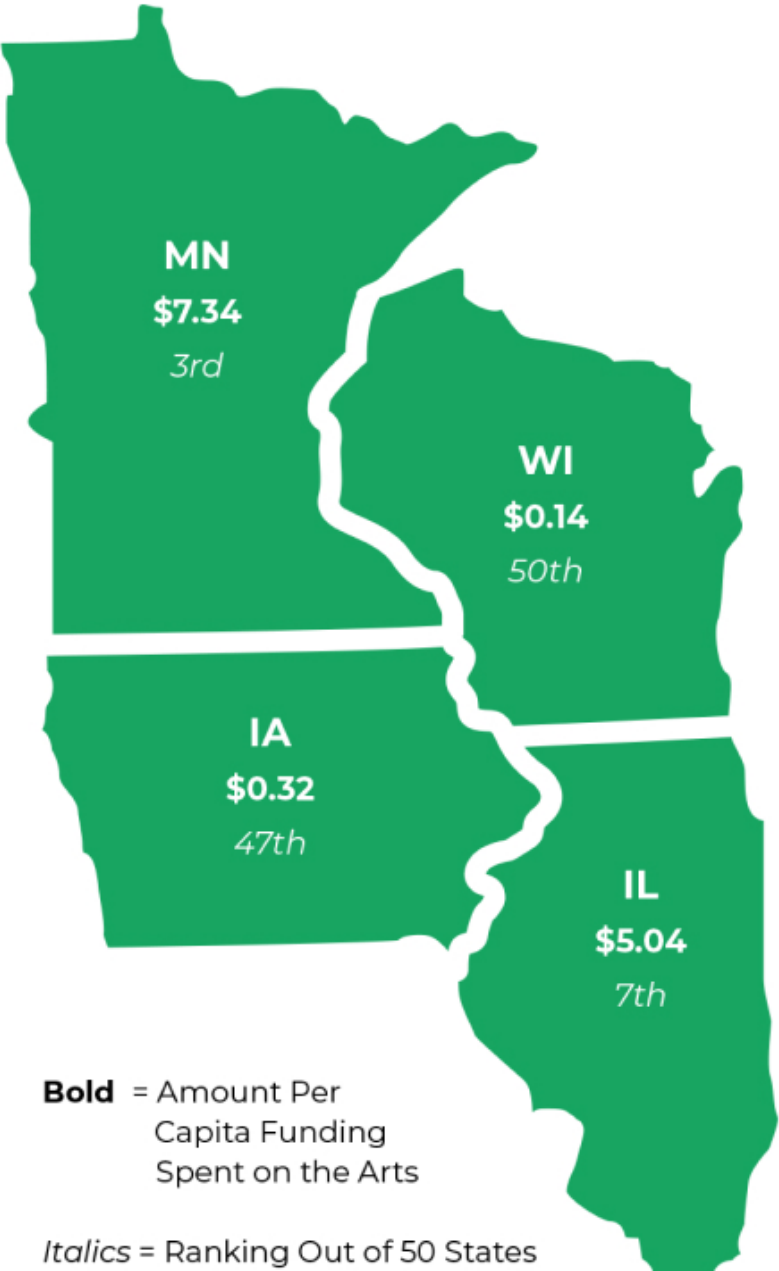 MN
$7.34
3rd
WI
$0.14
50th
IA
$0.32
47th
IL
$5.04
7th
Bold = Amount Per
Capita Funding
Spent on the Arts
Italics = Ranking Out of 50 States